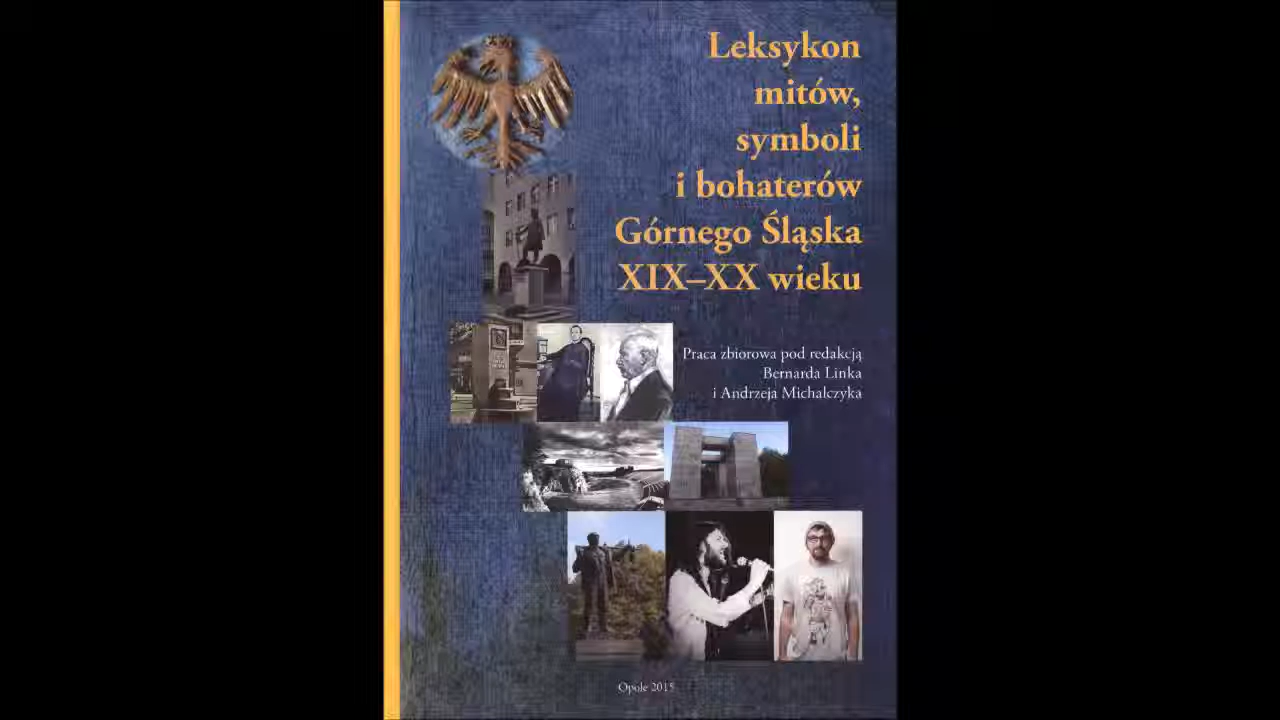 Leksykon
mitów,
symboli
i bohaterów
Górnego Śląska
XIX–XX wieku
Praca zbiorowa pod redakcją
Bernarda Linka
i Andrzeja Michalczyka
Opole 2015